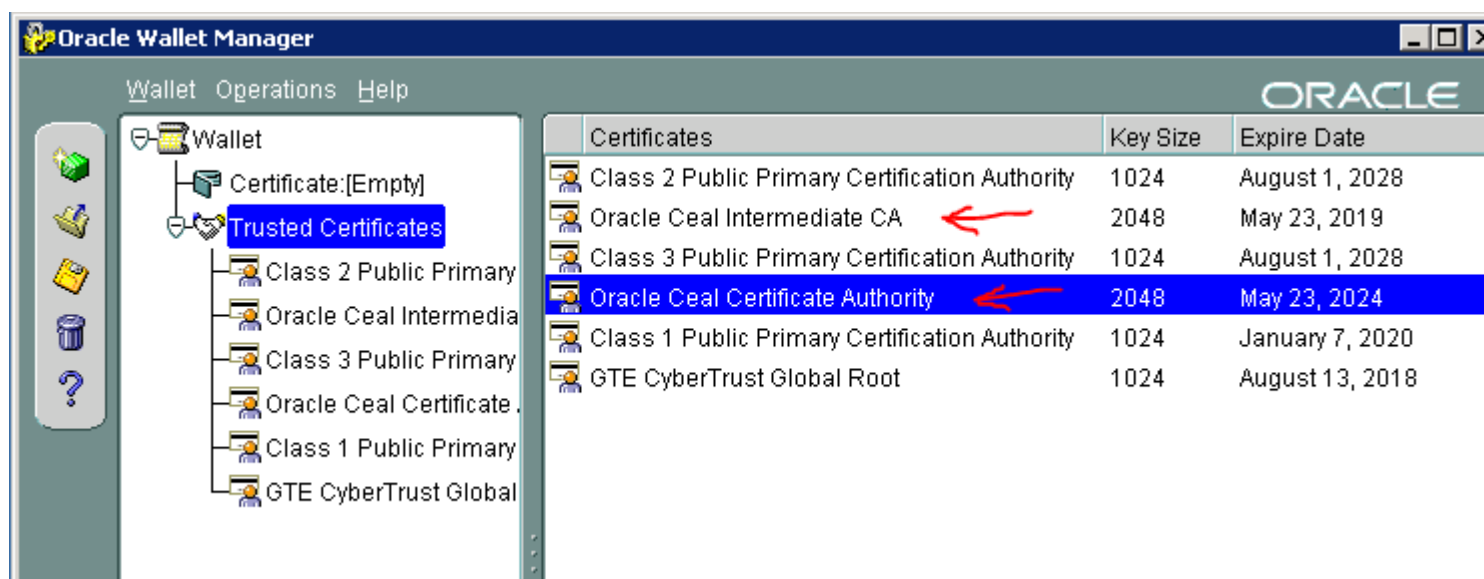 Oracle Wallet Manager
Wallet Operations Help
ORACLE
Wallet
Certificate:[Empty]
Trusted Certificates
Class 2 Public Primary
Oracle Ceal Intermedia
Class 3 Public Primary
Oracle Ceal Certificate .
Class 1 Public Primary
GTE CyberTrust Global
Certificates Key Size Expire Date
Class 2 Public Primary Certification Authority 1024 August 1, 2028
Oracle Ceal Intermediate CA 2048 May 23, 2019
Class 3 Public Primary Certification Authority 1024 August 1, 2028
Oracle Ceal Certificate Authority 2048 May 23, 2024
Class 1 Public Primary Certification Authority 1024 January 7, 2020
GTE CyberTrust Global Root 1024 August 13, 2018